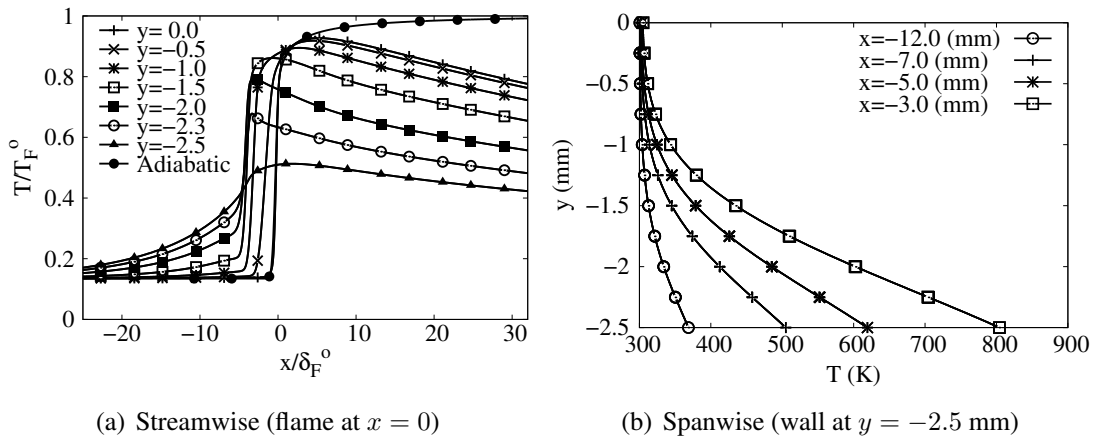 1
0.8
0.6
0.4
0.2
0
T/T_F^o
y= 0.0
y=−0.5
y=−1.0
y=−1.5
y=−2.0
y=−2.3
y=−2.5
Adiabatic
−20 −10 0 10 20 30
x/δ_F^o
(a) Streamwise (flame at x = 0)
0
−0.5
−1
−1.5
−2
−2.5
y (mm)
x=−12.0 (mm)
x=−7.0 (mm)
x=−5.0 (mm)
x=−3.0 (mm)
300 400 500 600 700 800 900
T (K)
(b) Spanwise (wall at y = −2.5 mm)